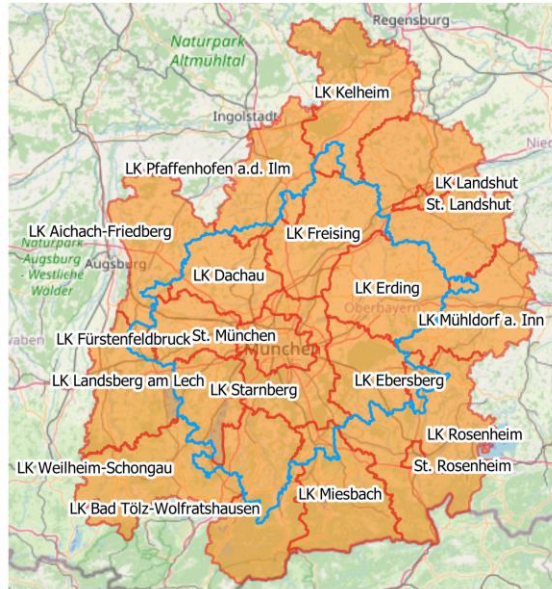 Regensburg
Naturpark
Altmühltal
LK Kelheim
Ingolstadt
LK Pfaffenhofen a.d. Ilm
LK Landshut
St. Landshut
LK Aichach-Friedberg
LK Freising
Naturpark
Augsburg
- Westliche
Wälder
Augsburg
LK Dachau
LK Erding
Oberbayern
LK Mühldorf a. Inn
LK Fürstenfeldbruck
St. München
München
LK Landsberg am Lech
LK Starnberg
LK Ebersberg
LK Rosenheim
LK Weilheim-Schongau
St. Rosenheim
LK Miesbach
LK Bad Tölz-Wolfratshausen